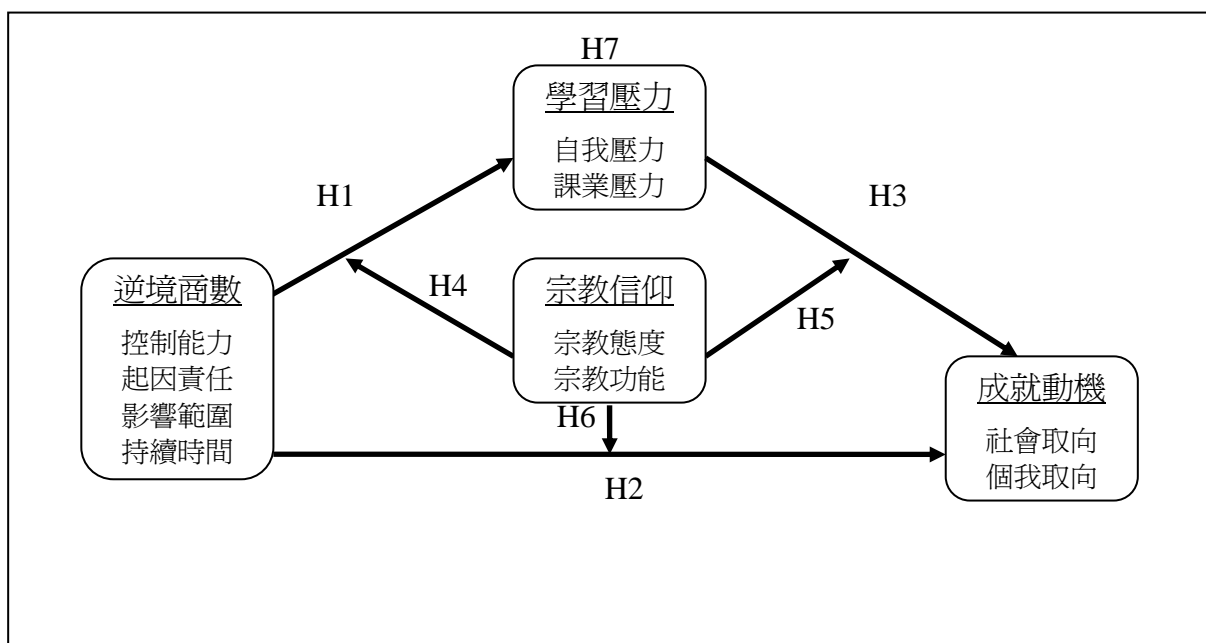 H7
學習壓力
自我壓力
課業壓力
H1
H3
逆境商數
控制能力
起因責任
影響範圍
持續時間
H4
宗教信仰
宗教態度
宗教功能
H5
H6
成就動機
社會取向
個我取向
H2